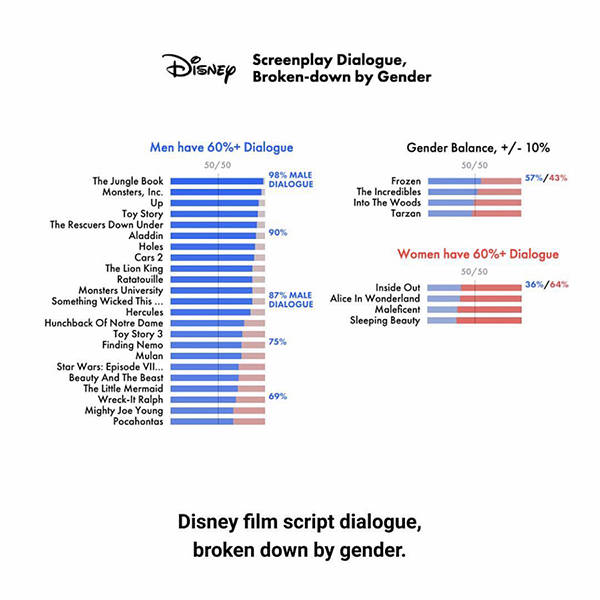 Disney
Screenplay Dialogue,
Broken-down by Gender
Men have 60%+ Dialogue
50/50
The Jungle Book
98% MALE
DIALOGUE
Monsters, Inc.
Up
Toy Story
The Rescuers Down Under
Aladdin
90%
Holes
Cars 2
The Lion King
Ratatouille
Monsters University
87% MALE
DIALOGUE
Something Wicked This ...
Hercules
Hunchback Of Notre Dame
Toy Story 3
Finding Nemo
75%
Mulan
Star Wars: Episode VII...
Beauty And The Beast
The Little Mermaid
Wreck-It Ralph
69%
Mighty Joe Young
Pocahontas
Gender Balance, +/- 10%
50/50
Frozen
57%/43%
The Incredibles
Into The Woods
Tarzan
Women have 60%+ Dialogue
50/50
Inside Out
36%/64%
Alice In Wonderland
Maleficent
Sleeping Beauty
Disney film script dialogue,
broken down by gender.